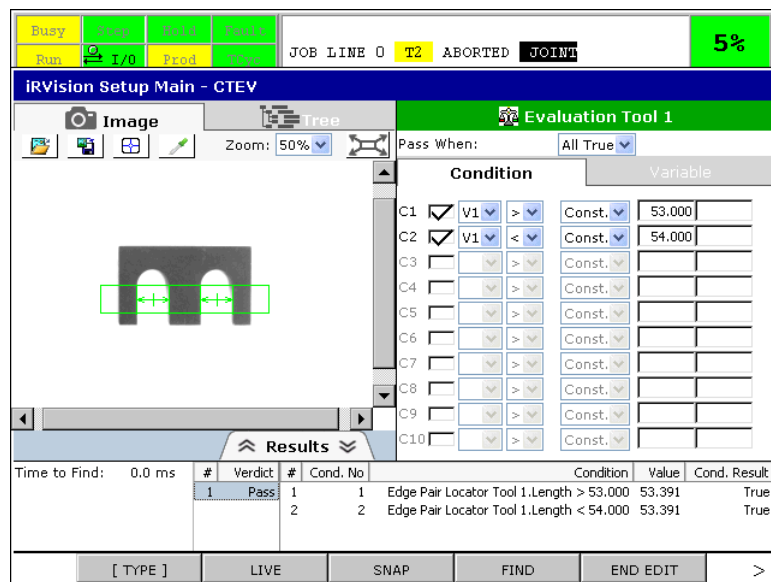 Busy Step Hold Fault
Run I/O Prod TCyc
JOB LINE 0 T2 ABORTED JOINT
5%
iRVision Setup Main - CTEV
Image Tree
Evaluation Tool 1
Zoom: 50%
Pass When: All True
Condition Variable
C1 V1 > Const. 53.000
C2 V1 < Const. 54.000
C3 > Const.
C4 > Const.
C5 > Const.
C6 > Const.
C7 > Const.
C8 > Const.
C9 > Const.
C10 > Const.
Results
Time to Find: 0.0 ms
# Verdict
1 Pass
# Cond. No Condition Value Cond. Result
1 1 Edge Pair Locator Tool 1.Length > 53.000 53.391 True
2 2 Edge Pair Locator Tool 1.Length < 54.000 53.391 True
[ TYPE ] LIVE SNAP FIND END EDIT >